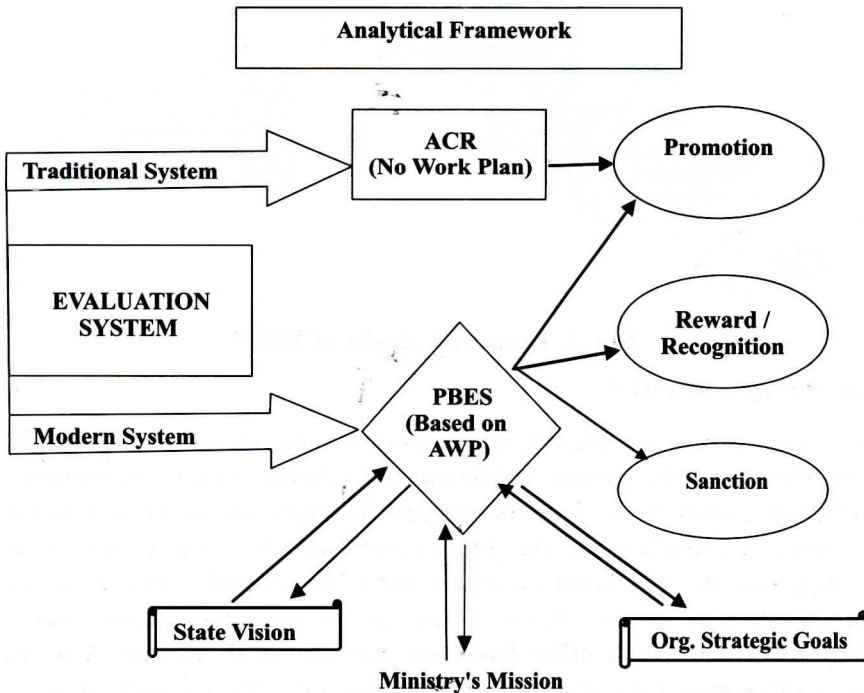 Analytical Framework
ACR
(No Work Plan)
Promotion
Traditional System
EVALUATION
SYSTEM
Reward /
Recognition
PBES
(Based on
AWP)
Modern System
Sanction
State Vision
Org. Strategic Goals
Ministry's Mission